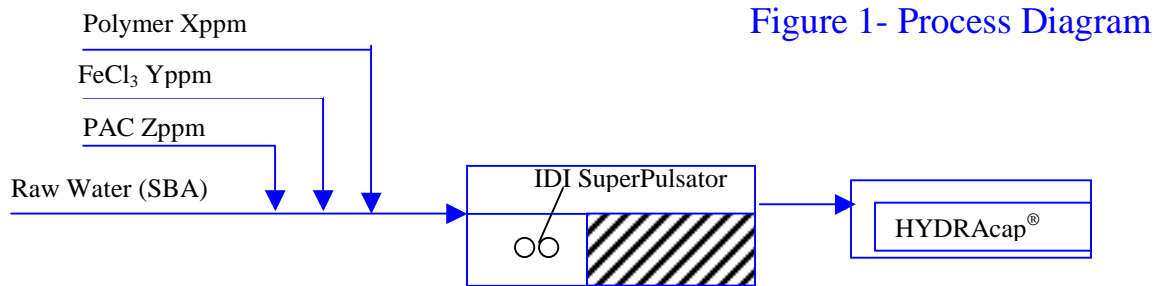 Figure 1- Process Diagram
Polymer Xppm
FeCl₃ Yppm
PAC Zppm
Raw Water (SBA)
IDI SuperPulsator
HYDRAcap®